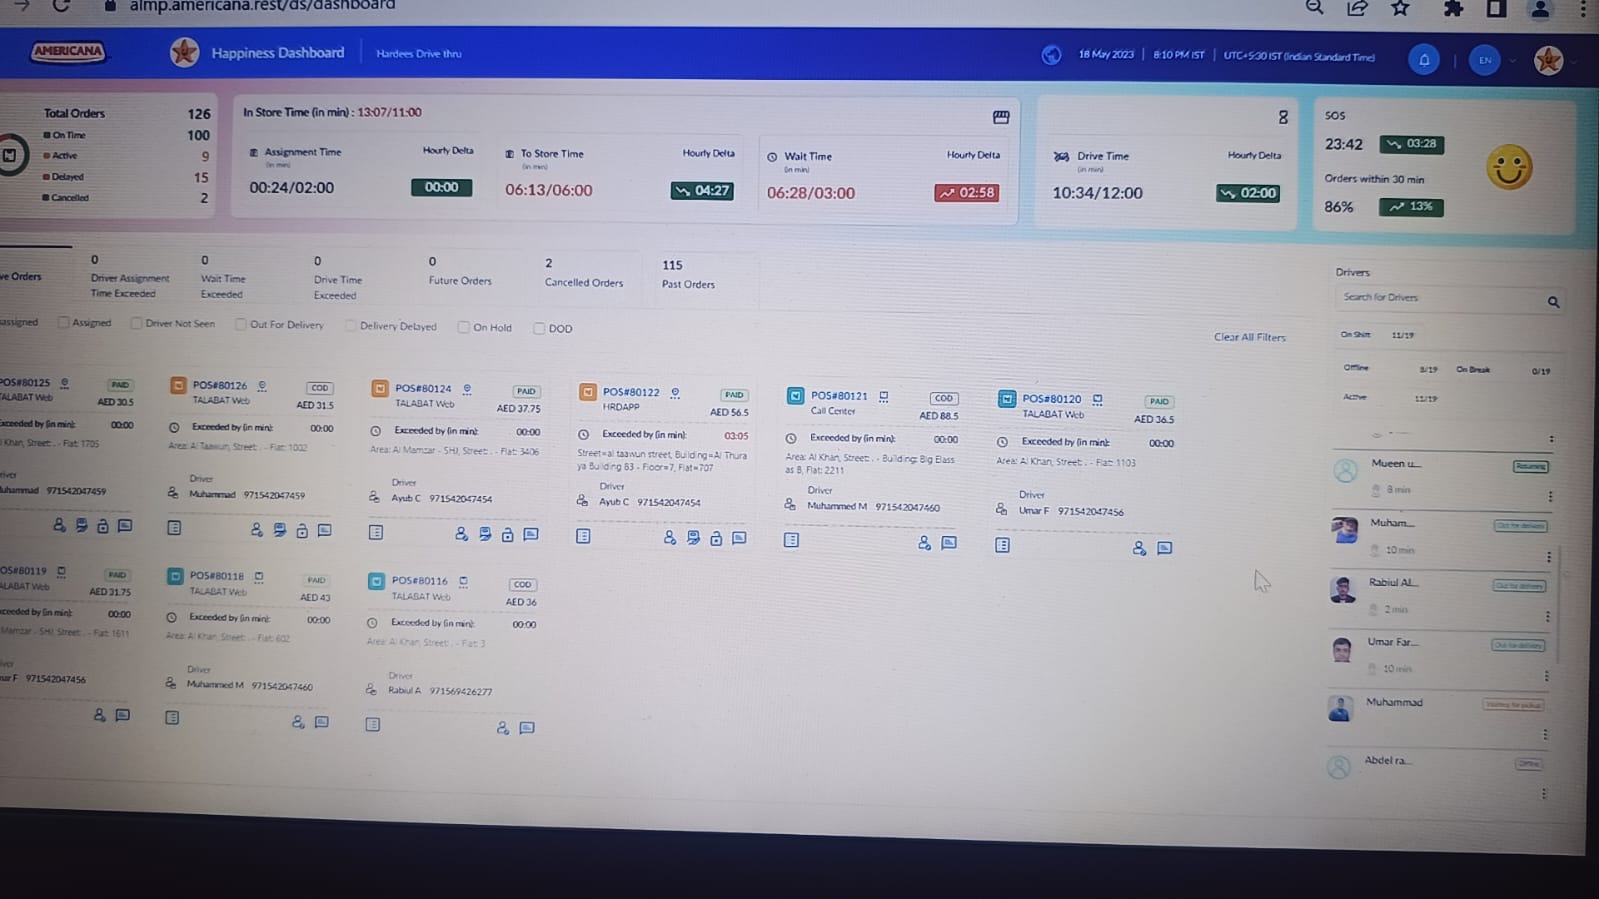 almp.americana.rest/ds/dashboard
AMERICANA
Happiness Dashboard
Hardees Drive thru
18 May 2023
8:10 PM IST
UTC+5:30 IST (Indian Standard Time)
EN
Total Orders 126
On Time 100
Active 9
Delayed 15
Cancelled 2
In Store Time (in min) : 13:07/11:00
Assignment Time
(in min)
Hourly Delta
00:24/02:00
00:00
To Store Time
(in min)
Hourly Delta
06:13/06:00
04:27
Wait Time
(in min)
Hourly Delta
06:28/03:00
02:58
Drive Time
(in min)
Hourly Delta
10:34/12:00
02:00
SOS
23:42
03:28
Orders within 30 min
86%
13%
Orders
0
Driver Assignment
Time Exceeded
0
Wait Time
Exceeded
0
Drive Time
Exceeded
0
Future Orders
2
Cancelled Orders
115
Past Orders
Assigned
Driver Not Seen
Out For Delivery
Delivery Delayed
On Hold
DOD
Clear All Filters
POS#80125
PAID
TALABAT Web
AED 30.5
Exceeded by (in min): 00:00
Khan, Street: . - Flat: 1705
971542047459
POS#80126
COD
TALABAT Web
AED 31.5
Exceeded by (in min): 00:00
Area: Al Taawun, Street: . - Flat: 1002
Driver
Muhammad 971542047459
POS#80124
PAID
TALABAT Web
AED 37.75
Exceeded by (in min): 00:00
Area: Al Mamzar - SHJ, Street: . - Flat: 3406
Driver
Ayub C 971542047454
POS#80122
PAID
HRDAPP
AED 56.5
Exceeded by (in min): 03:05
Street=al taawun street, Building=Al Thura
ya Building 83 - Floor=7, Flat=707
Driver
Ayub C 971542047454
POS#80121
COD
Call Center
AED 88.5
Exceeded by (in min): 00:00
Area: Al Khan, Street: . - Building: Big Elass
as B, Flat: 2211
Driver
Muhammed M 971542047460
POS#80120
PAID
TALABAT Web
AED 36.5
Exceeded by (in min): 00:00
Area: Al Khan, Street: . - Flat: 1103
Driver
Umar F 971542047456
PAID
AED 31.75
00:00
Mamzar - SHJ, Street: . - Flat: 1611
971542047456
POS#80118
PAID
TALABAT Web
AED 43
Exceeded by (in min): 00:00
Area: Al Khan, Street: . - Flat: 602
Driver
Muhammed M 971542047460
POS#80116
COD
TALABAT Web
AED 36
Exceeded by (in min): 00:00
Area: Al Khan, Street: . - Flat: 3
Driver
Rabiul A 971569426277
Drivers
Search for Drivers
On Shift 11/19
Offline 8/19 On Break 0/19
Active 11/19
Mueen u...
Returning
8 min
Muham...
Out for delivery
10 min
Rabiul Al...
Out for delivery
2 min
Umar Far...
Out for delivery
10 min
Muhammad
Waiting for pickup
Abdel ra...
Offline